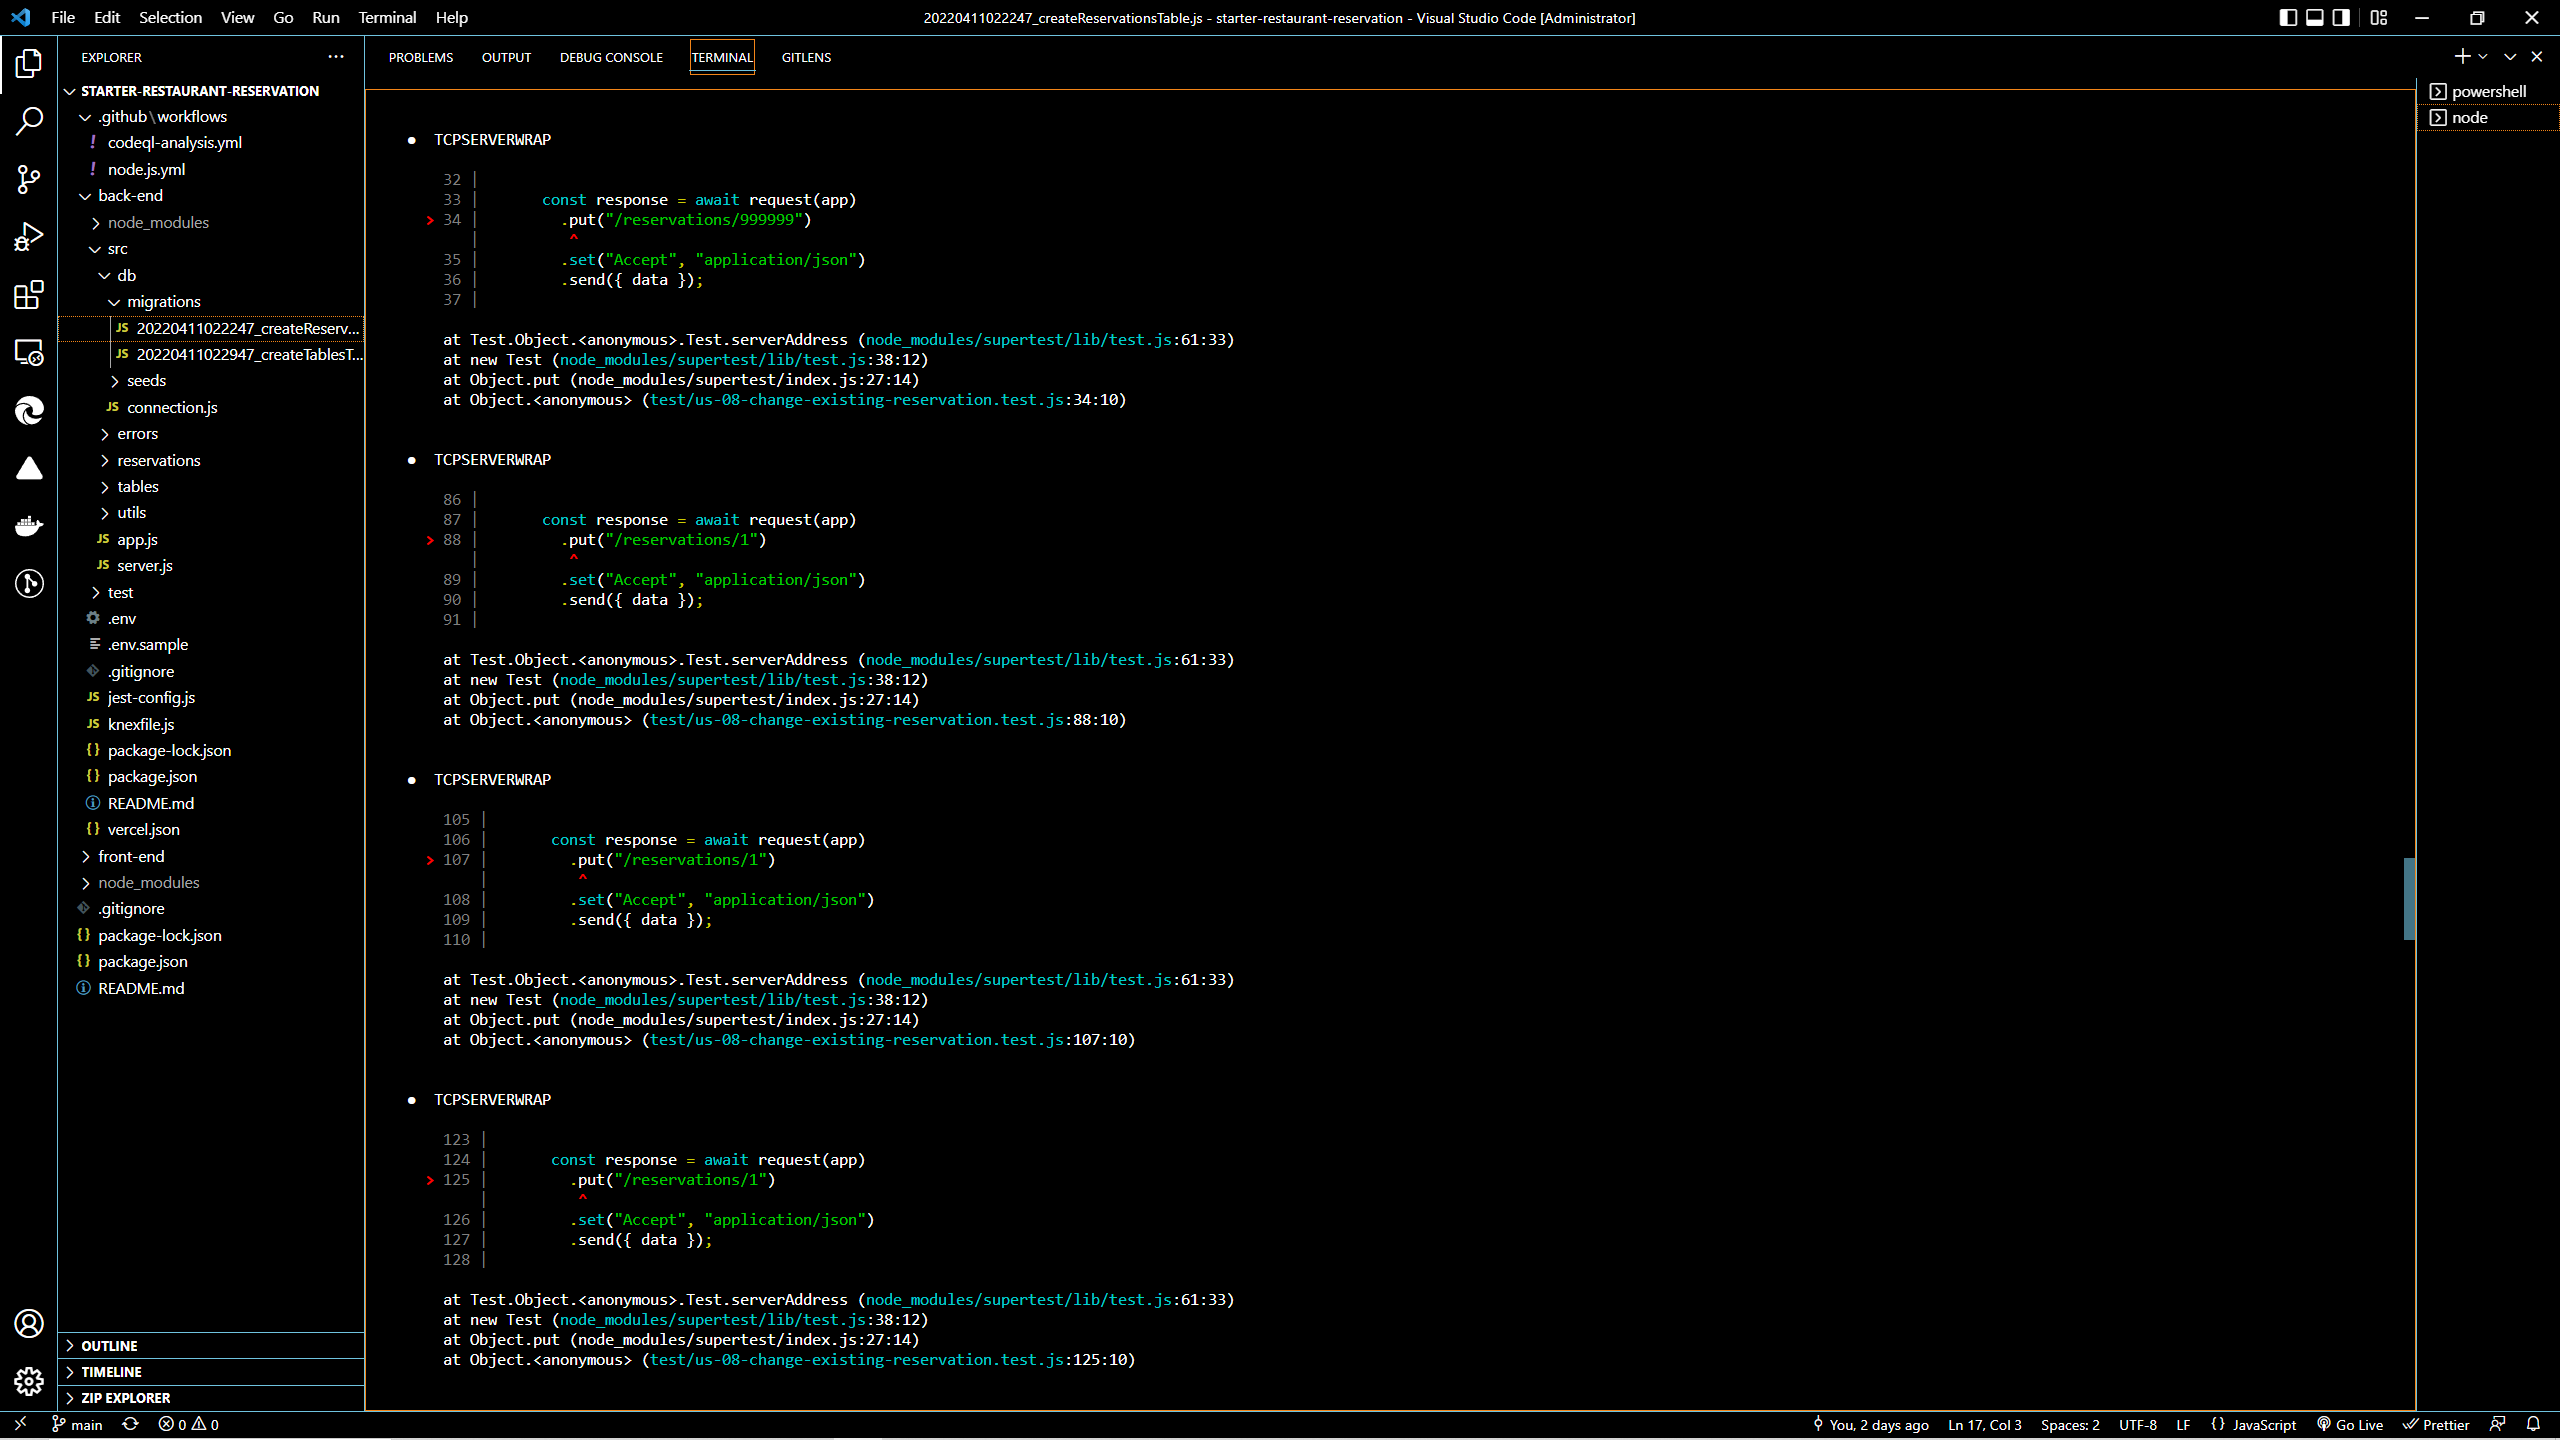 File Edit Selection View Go Run Terminal Help
20220411022247_createReservationsTable.js - starter-restaurant-reservation - Visual Studio Code [Administrator]
EXPLORER
STARTER-RESTAURANT-RESERVATION
.github\workflows
! codeql-analysis.yml
! node.js.yml
back-end
node_modules
src
db
migrations
JS 20220411022247_createReserv...
JS 20220411022947_createTablesT...
seeds
JS connection.js
errors
reservations
tables
utils
JS app.js
JS server.js
test
.env
.env.sample
.gitignore
JS jest-config.js
JS knexfile.js
{} package-lock.json
{} package.json
README.md
{} vercel.json
front-end
node_modules
.gitignore
{} package-lock.json
{} package.json
README.md
OUTLINE
TIMELINE
ZIP EXPLORER
PROBLEMS OUTPUT DEBUG CONSOLE TERMINAL GITLENS
● TCPSERVERWRAP
32 |
33 | const response = await request(app)
> 34 | .put("/reservations/999999")
| ^
35 | .set("Accept", "application/json")
36 | .send({ data });
37 |
at Test.Object.<anonymous>.Test.serverAddress (node_modules/supertest/lib/test.js:61:33)
at new Test (node_modules/supertest/lib/test.js:38:12)
at Object.put (node_modules/supertest/index.js:27:14)
at Object.<anonymous> (test/us-08-change-existing-reservation.test.js:34:10)
● TCPSERVERWRAP
86 |
87 | const response = await request(app)
> 88 | .put("/reservations/1")
| ^
89 | .set("Accept", "application/json")
90 | .send({ data });
91 |
at Test.Object.<anonymous>.Test.serverAddress (node_modules/supertest/lib/test.js:61:33)
at new Test (node_modules/supertest/lib/test.js:38:12)
at Object.put (node_modules/supertest/index.js:27:14)
at Object.<anonymous> (test/us-08-change-existing-reservation.test.js:88:10)
● TCPSERVERWRAP
105 |
106 | const response = await request(app)
> 107 | .put("/reservations/1")
| ^
108 | .set("Accept", "application/json")
109 | .send({ data });
110 |
at Test.Object.<anonymous>.Test.serverAddress (node_modules/supertest/lib/test.js:61:33)
at new Test (node_modules/supertest/lib/test.js:38:12)
at Object.put (node_modules/supertest/index.js:27:14)
at Object.<anonymous> (test/us-08-change-existing-reservation.test.js:107:10)
● TCPSERVERWRAP
123 |
124 | const response = await request(app)
> 125 | .put("/reservations/1")
| ^
126 | .set("Accept", "application/json")
127 | .send({ data });
128 |
at Test.Object.<anonymous>.Test.serverAddress (node_modules/supertest/lib/test.js:61:33)
at new Test (node_modules/supertest/lib/test.js:38:12)
at Object.put (node_modules/supertest/index.js:27:14)
at Object.<anonymous> (test/us-08-change-existing-reservation.test.js:125:10)
powershell
node
main 0 0 You, 2 days ago Ln 17, Col 3 Spaces: 2 UTF-8 LF {} JavaScript Go Live Prettier